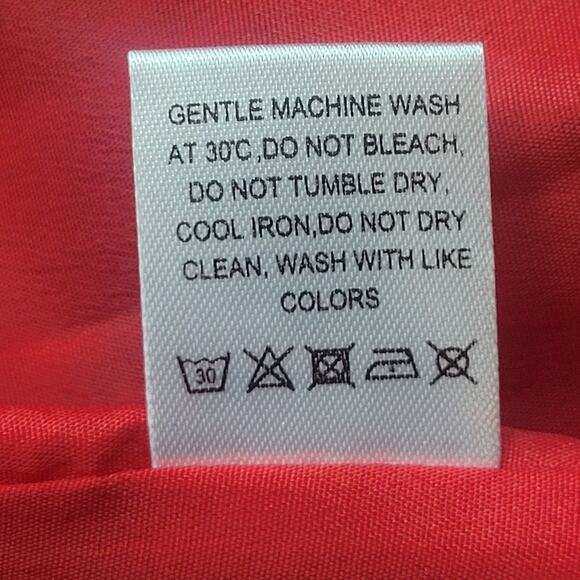 GENTLE MACHINE WASH
AT 30°C,DO NOT BLEACH,
DO NOT TUMBLE DRY,
COOL IRON,DO NOT DRY
CLEAN, WASH WITH LIKE
COLORS
30